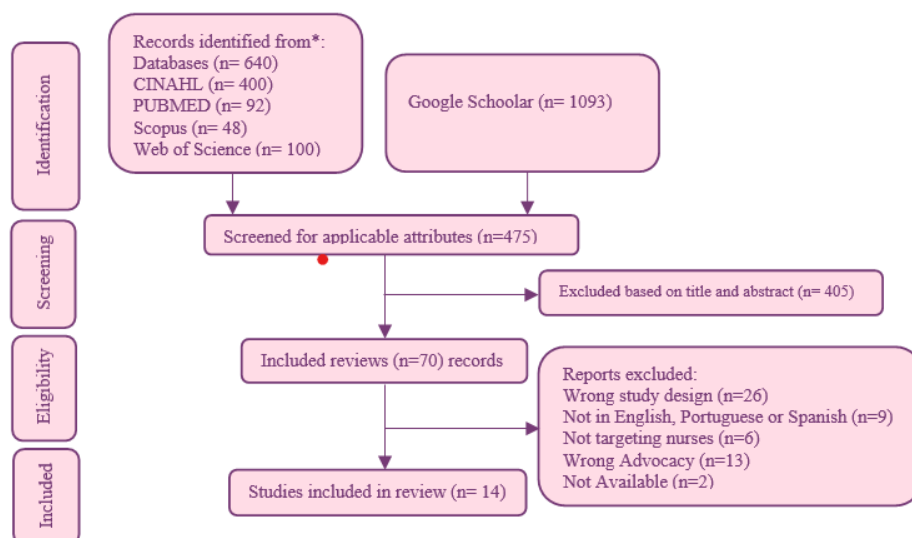 Identification
Records identified from*:
Databases (n= 640)
CINAHL (n= 400)
PUBMED (n= 92)
Scopus (n= 48)
Web of Science (n= 100)
Google Schoolar (n= 1093)
Screening
Screened for applicable attributes (n=475)
Excluded based on title and abstract (n= 405)
Eligibility
Included reviews (n=70) records
Reports excluded:
Wrong study design (n=26)
Not in English, Portuguese or Spanish (n=9)
Not targeting nurses (n=6)
Wrong Advocacy (n=13)
Not Available (n=2)
Included
Studies included in review (n= 14)